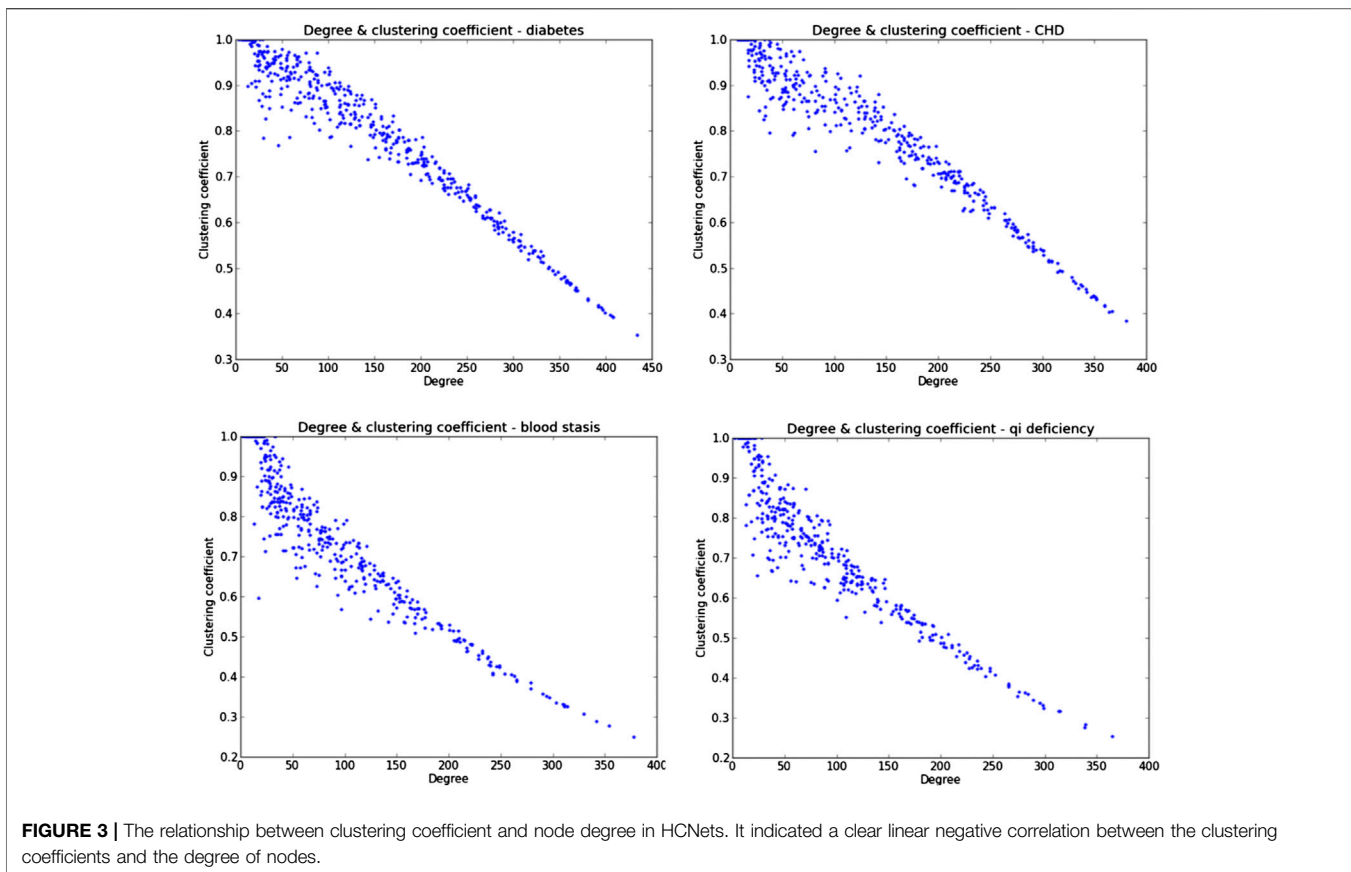 Degree & clustering coefficient - diabetes
1.0
0.9
0.8
0.7
0.6
0.5
0.4
0.3
Clustering coefficient
0 50 100 150 200 250 300 350 400 450
Degree
Degree & clustering coefficient - CHD
1.0
0.9
0.8
0.7
0.6
0.5
0.4
0.3
Clustering coefficient
0 50 100 150 200 250 300 350 400
Degree
Degree & clustering coefficient - blood stasis
1.0
0.9
0.8
0.7
0.6
0.5
0.4
0.3
0.2
Clustering coefficient
0 50 100 150 200 250 300 350 400
Degree
Degree & clustering coefficient - qi deficiency
1.0
0.9
0.8
0.7
0.6
0.5
0.4
0.3
0.2
Clustering coefficient
0 50 100 150 200 250 300 350 400
Degree
FIGURE 3 | The relationship between clustering coefficient and node degree in HCNets. It indicated a clear linear negative correlation between the clustering
coefficients and the degree of nodes.